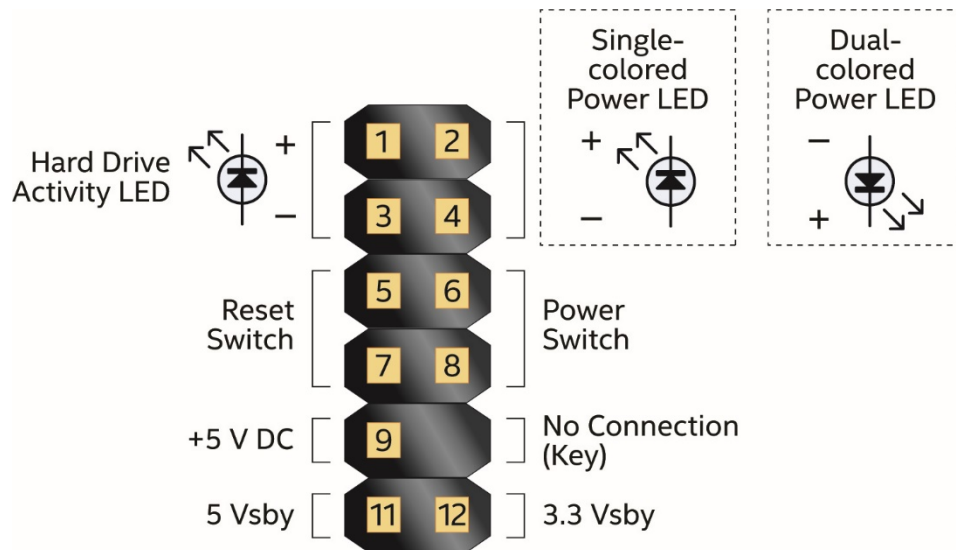 Single-
colored
Power LED
Dual-
colored
Power LED
Hard Drive
Activity LED
+
−
1
2
3
4
+
−
−
+
Reset
Switch
5
6
7
8
Power
Switch
+5 V DC
9
No Connection
(Key)
5 Vsby
11
12
3.3 Vsby